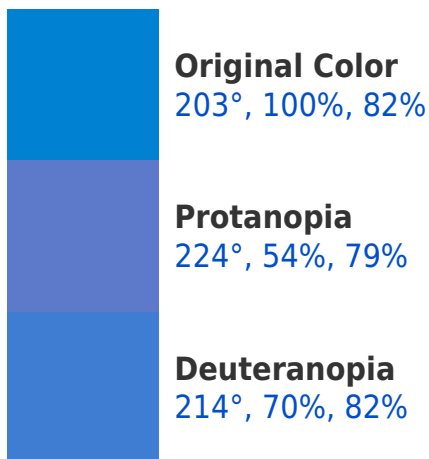 Original Color
203°, 100%, 82%
Protanopia
224°, 54%, 79%
Deuteranopia
214°, 70%, 82%